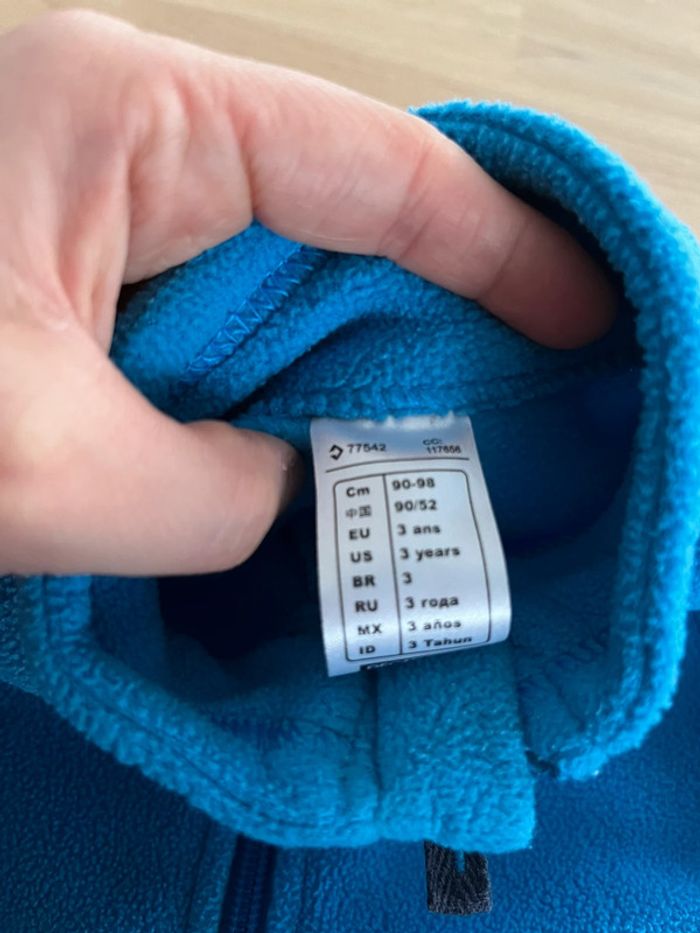 77542 CC: 117656
Cm 90-98
中国 90/52
EU 3 ans
US 3 years
BR 3
RU 3 года
MX 3 años
ID 3 Tahun